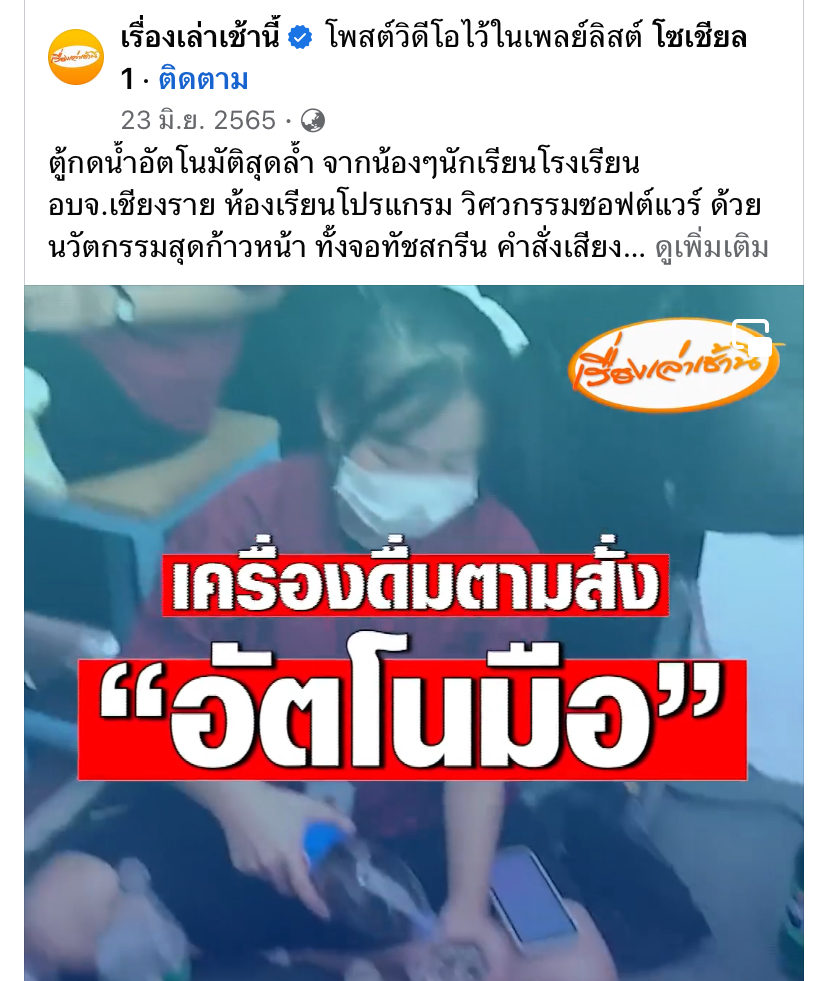 เรื่องเล่าเช้านี้ โพสต์วิดีโอไว้ในเพลย์ลิสต์ โซเชียล
1 · ติดตาม
23 มิ.ย. 2565 ·
ตู้กดน้ำอัตโนมัติสุดล้ำ จากน้องๆนักเรียนโรงเรียน
อบจ.เชียงราย ห้องเรียนโปรแกรม วิศวกรรมซอฟต์แวร์ ด้วย
นวัตกรรมสุดก้าวหน้า ทั้งจอทัชสกรีน คำสั่งเสียง... ดูเพิ่มเติม
เรื่องเล่าเช้านี้
เครื่องดื่มตามสั่ง
“อัตโนมือ”